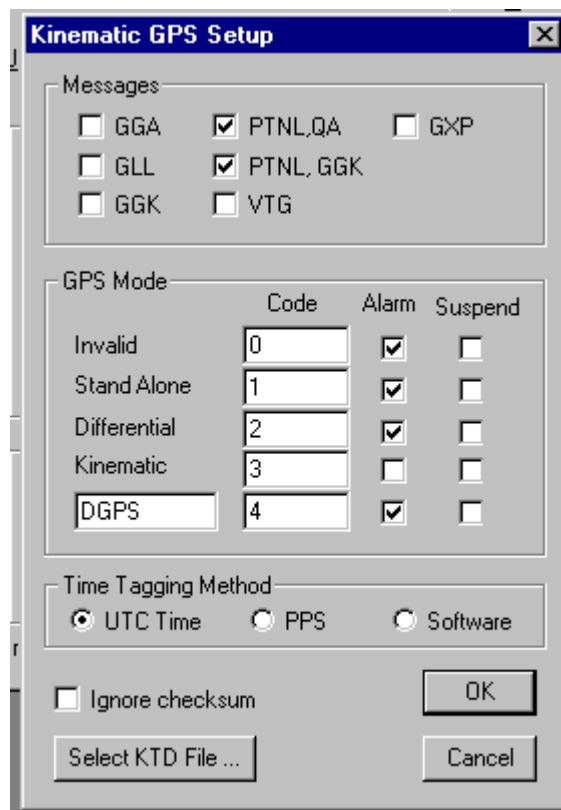 Kinematic GPS Setup
Messages
GGA PTNL,QA GXP
GLL PTNL, GGK
GGK VTG
GPS Mode
Code Alarm Suspend
Invalid 0
Stand Alone 1
Differential 2
Kinematic 3
DGPS 4
Time Tagging Method
UTC Time PPS Software
Ignore checksum OK
Select KTD File ... Cancel